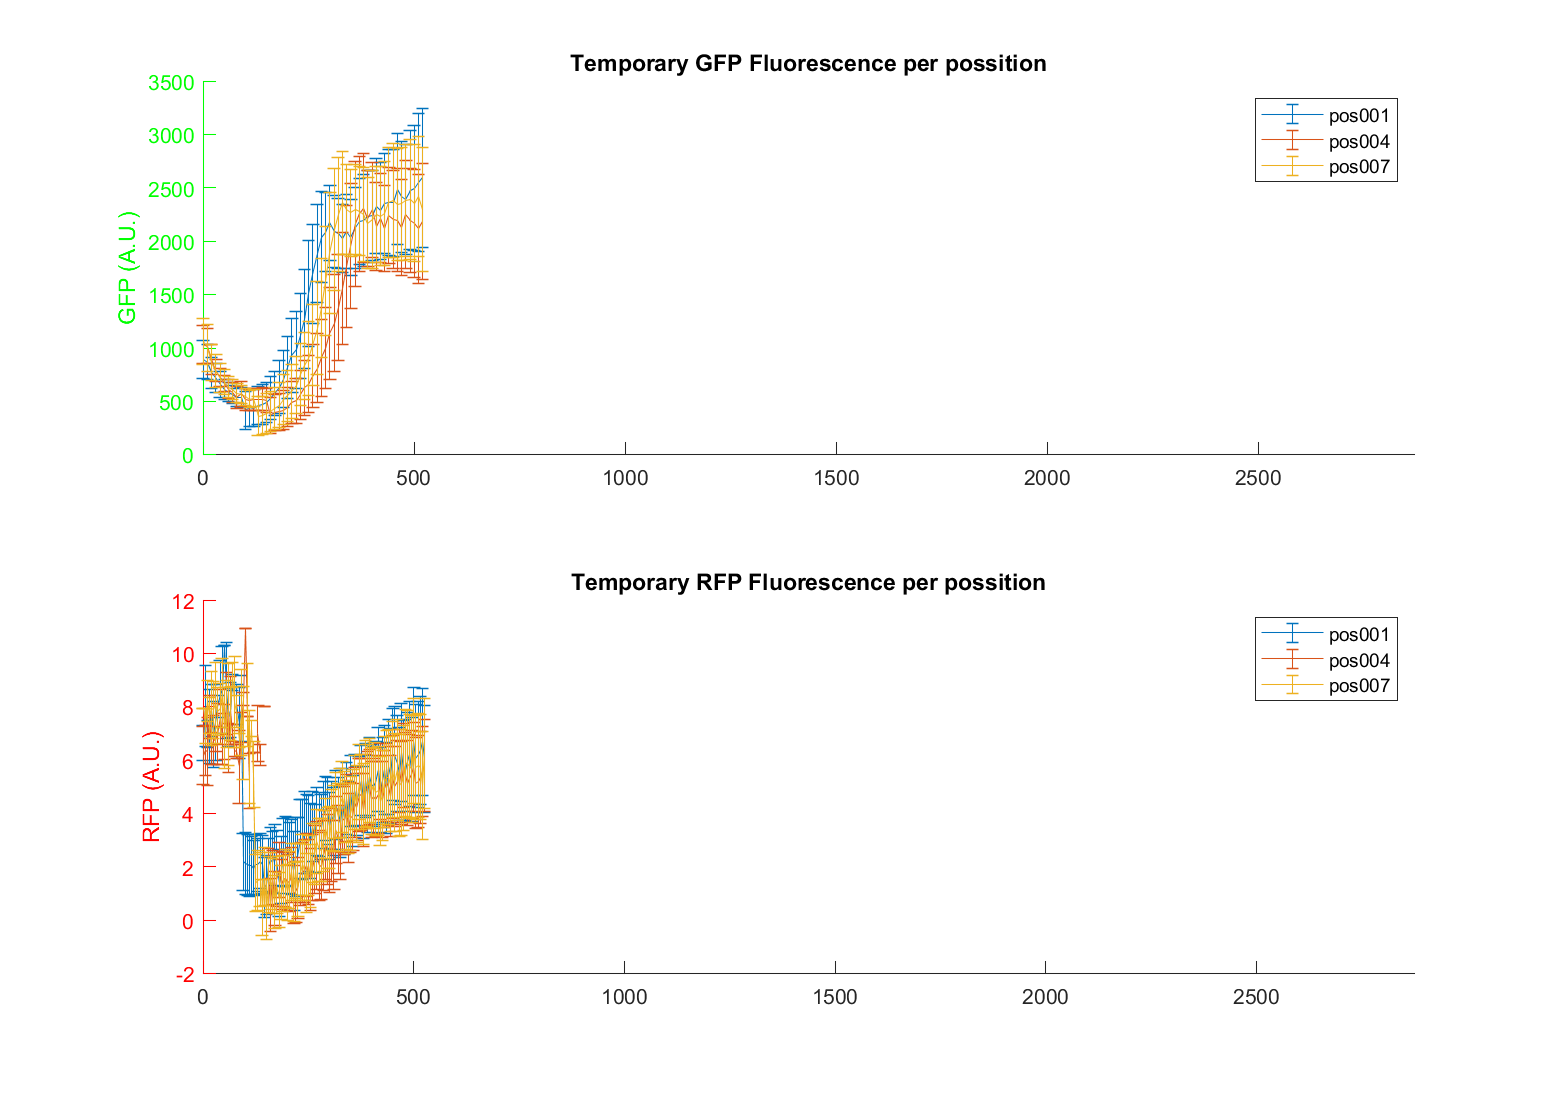 Temporary GFP Fluorescence per possition
3500
3000
2500
2000
1500
1000
500
0
GFP (A.U.)
pos001
pos004
pos007
0 500 1000 1500 2000 2500
Temporary RFP Fluorescence per possition
12
10
8
6
4
2
0
-2
RFP (A.U.)
pos001
pos004
pos007
0 500 1000 1500 2000 2500